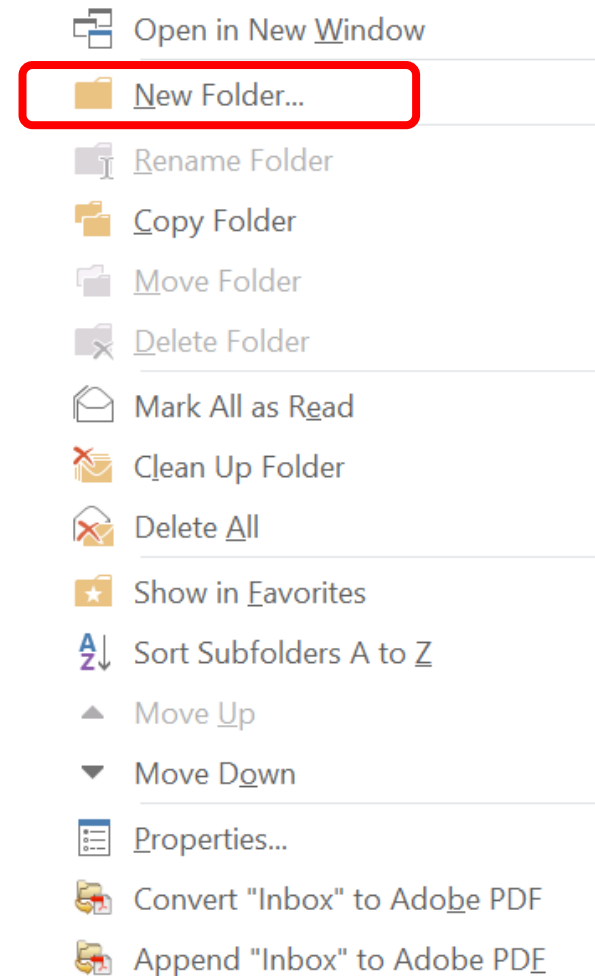 Open in New Window
New Folder...
Rename Folder
Copy Folder
Move Folder
Delete Folder
Mark All as Read
Clean Up Folder
Delete All
Show in Favorites
Sort Subfolders A to Z
Move Up
Move Down
Properties...
Convert "Inbox" to Adobe PDF
Append "Inbox" to Adobe PDF